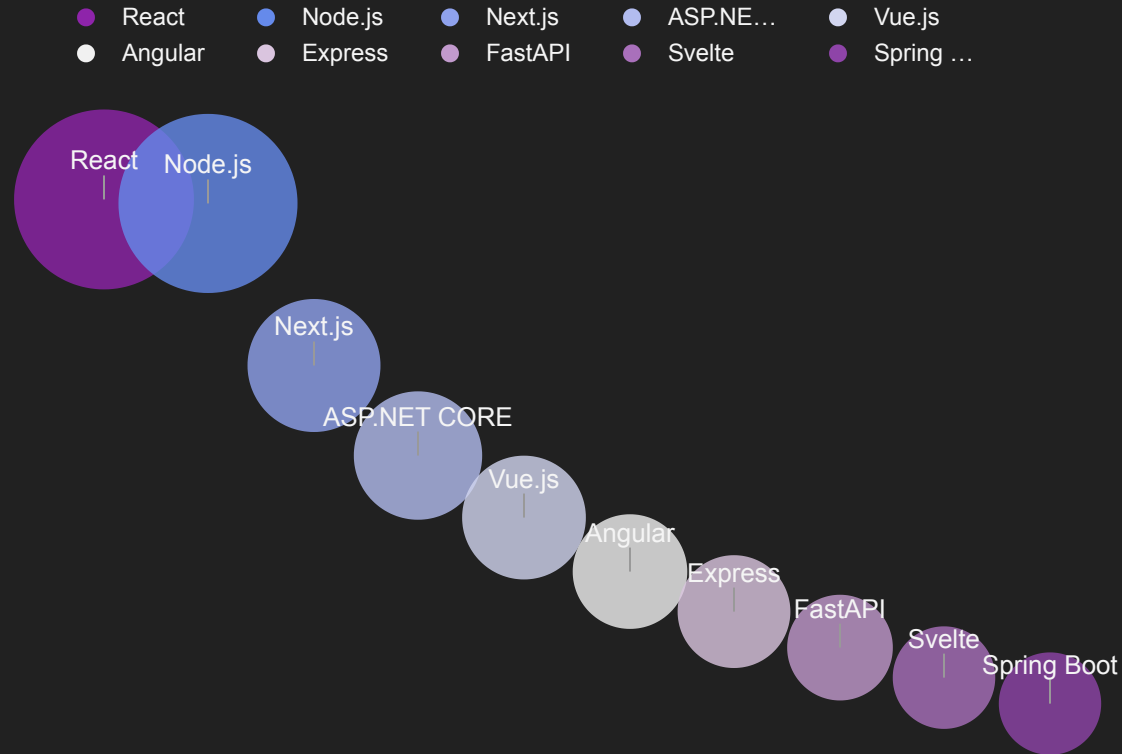 React Node.js Next.js ASP.NE… Vue.js
Angular Express FastAPI Svelte Spring …
React
Node.js
Next.js
ASP.NET CORE
Vue.js
Angular
Express
FastAPI
Svelte
Spring Boot